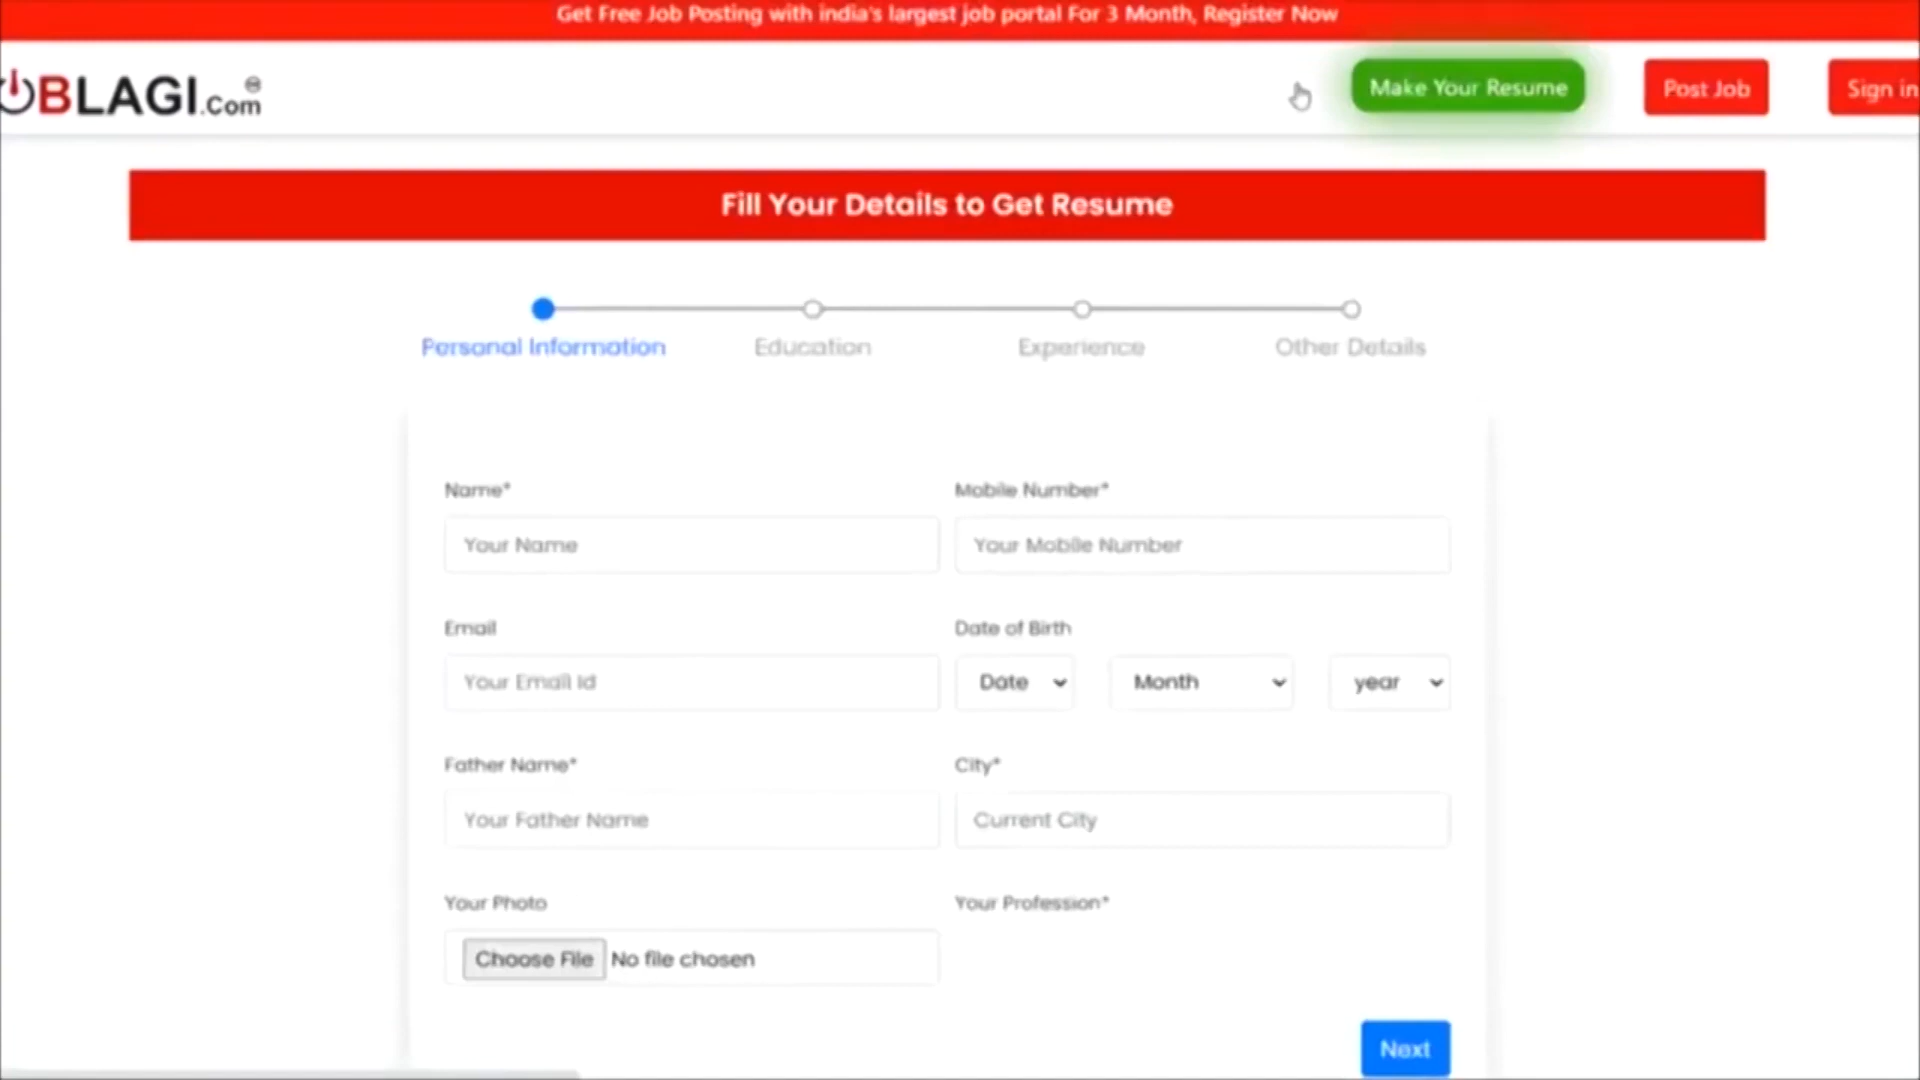 Get Free Job Posting with india's largest job portal For 3 Month, Register Now
BLAGI.Com
Make Your Resume
Post Job
Sign in
Fill Your Details to Get Resume
Personal Information
Education
Experience
Other Details
Name* Mobile Number*
Your Name Your Mobile Number
Email Date of Birth
Your Email Id Date Month year
Father Name* City*
Your Father Name Current City
Your Photo Your Profession*
Choose File No file chosen
Next